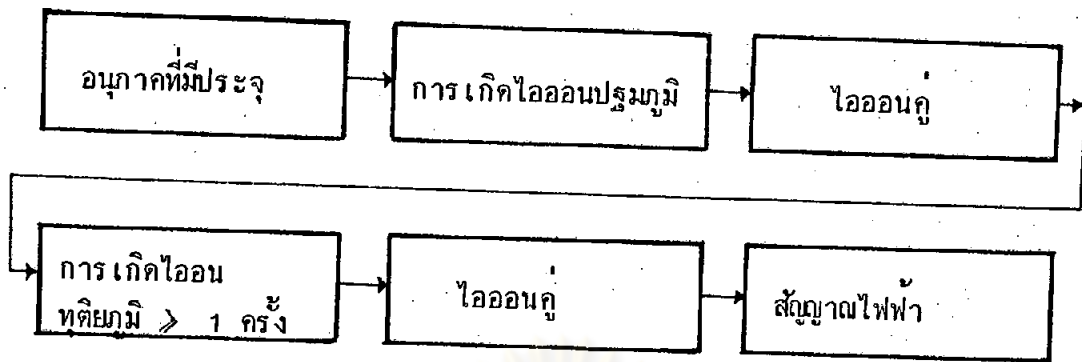 อนุภาคที่มีประจุ
การเกิดไอออนปฐมภูมิ
ไอออนคู่
การเกิดไอออน
ทุติยภูมิ ⩾ 1 ครั้ง
ไอออนคู่
สัญญาณไฟฟ้า